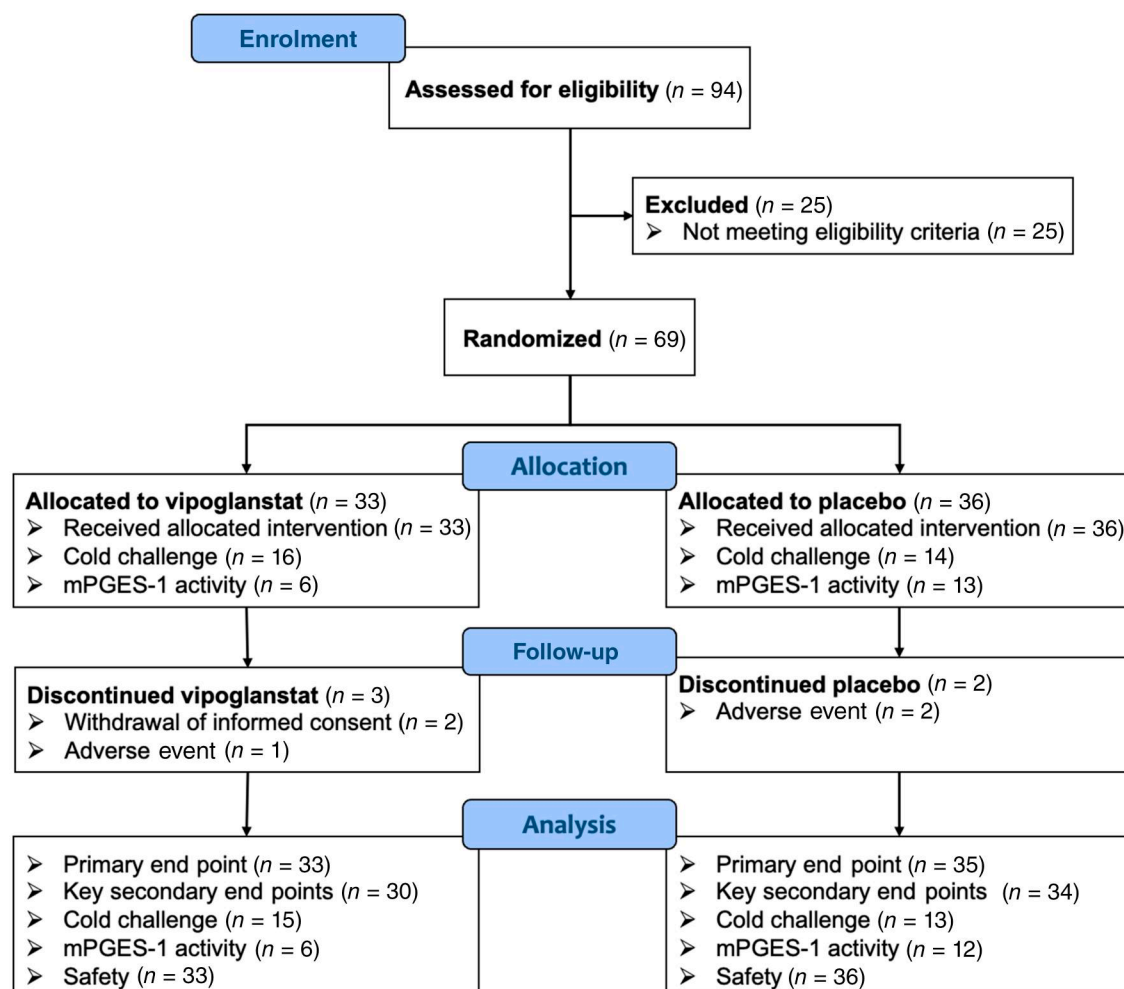 Enrolment
Assessed for eligibility (n = 94)
Excluded (n = 25)
➢ Not meeting eligibility criteria (n = 25)
Randomized (n = 69)
Allocation
Allocated to vipoglanstat (n = 33)
➢ Received allocated intervention (n = 33)
➢ Cold challenge (n = 16)
➢ mPGES-1 activity (n = 6)
Allocated to placebo (n = 36)
➢ Received allocated intervention (n = 36)
➢ Cold challenge (n = 14)
➢ mPGES-1 activity (n = 13)
Follow-up
Discontinued vipoglanstat (n = 3)
➢ Withdrawal of informed consent (n = 2)
➢ Adverse event (n = 1)
Discontinued placebo (n = 2)
➢ Adverse event (n = 2)
Analysis
➢ Primary end point (n = 33)
➢ Key secondary end points (n = 30)
➢ Cold challenge (n = 15)
➢ mPGES-1 activity (n = 6)
➢ Safety (n = 33)
➢ Primary end point (n = 35)
➢ Key secondary end points (n = 34)
➢ Cold challenge (n = 13)
➢ mPGES-1 activity (n = 12)
➢ Safety (n = 36)